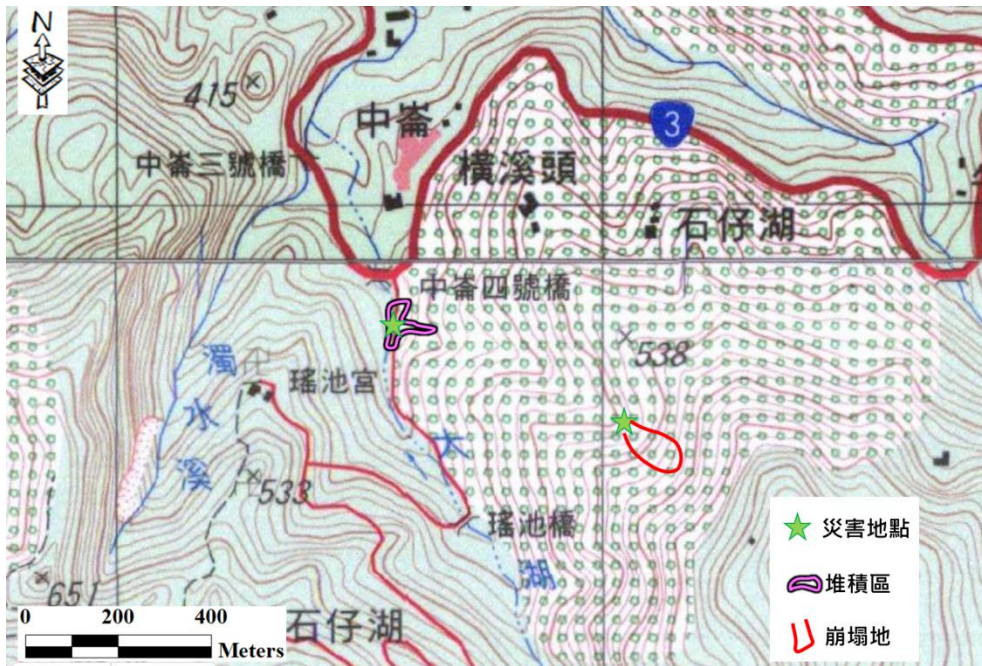 N
415
中崙
3
中崙三號橋
橫溪頭
石仔湖
中崙四號橋
538
濁水溪
瑤池宮
大湖
533
瑤池橋
651
石仔湖
災害地點
堆積區
崩塌地
0 200 400
Meters